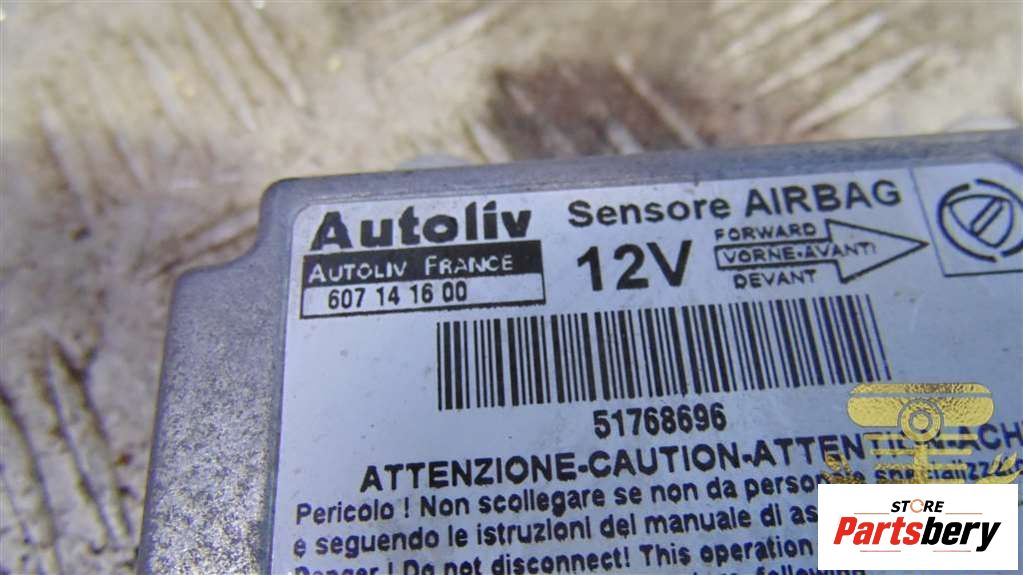 Autoliv Sensore AIRBAG
AUTOLIV FRANCE
607 14 16 00
12V
FORWARD
VORNE-AVANTI
DEVANT
51768696
ATTENZIONE-CAUTION-ATTENTION-ACH
Pericolo ! Non scollegare se non da
e seguendo le istruzioni del manuale di
Danger ! Do not disconnect! This operation
following
STORE
Partsbery